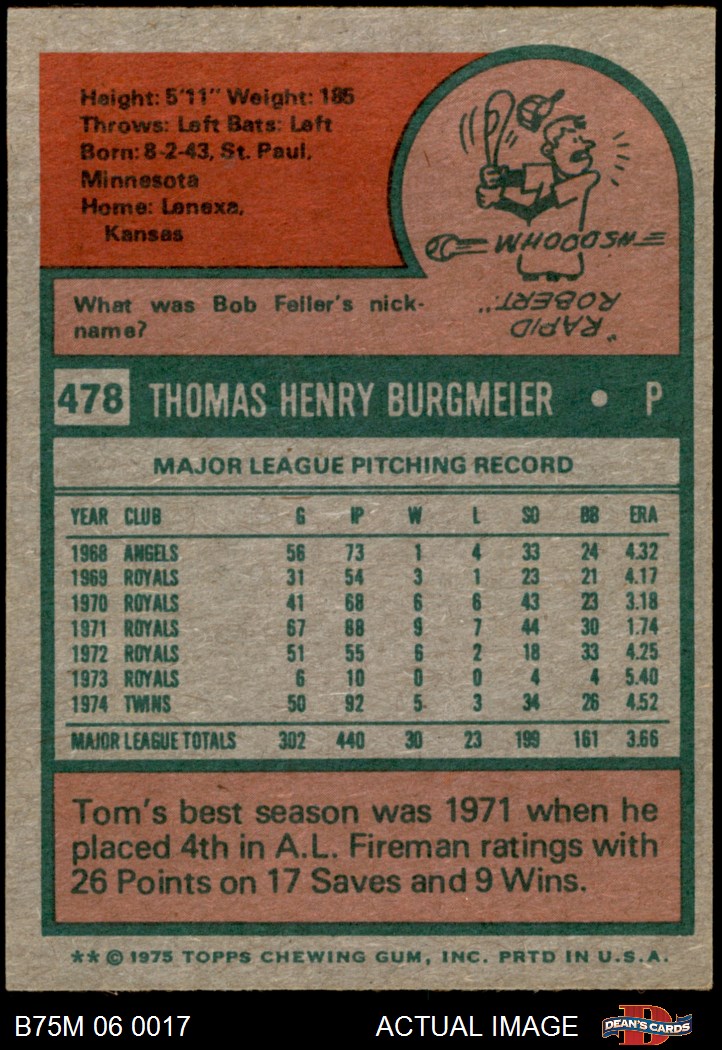 Height: 5'11" Weight: 185
Throws: Left Bats: Left
Born: 8-2-43, St. Paul,
Minnesota
Home: Lenexa,
Kansas
WHOOOSH
"RAPID
ROBERT"..
What was Bob Feller's nick-
name?
478 THOMAS HENRY BURGMEIER • P
MAJOR LEAGUE PITCHING RECORD
YEAR CLUB G IP W L SO BB ERA
1968 ANGELS 56 73 1 4 33 24 4.32
1969 ROYALS 31 54 3 1 23 21 4.17
1970 ROYALS 41 68 6 6 43 23 3.18
1971 ROYALS 67 88 9 7 44 30 1.74
1972 ROYALS 51 55 6 2 18 33 4.25
1973 ROYALS 6 10 0 0 4 4 5.40
1974 TWINS 50 92 5 3 34 26 4.52
MAJOR LEAGUE TOTALS 302 440 30 23 199 161 3.66
Tom's best season was 1971 when he
placed 4th in A.L. Fireman ratings with
26 Points on 17 Saves and 9 Wins.
** © 1975 TOPPS CHEWING GUM, INC. PRTD IN U.S.A.
B75M 06 0017 ACTUAL IMAGE D DEAN'S CARDS